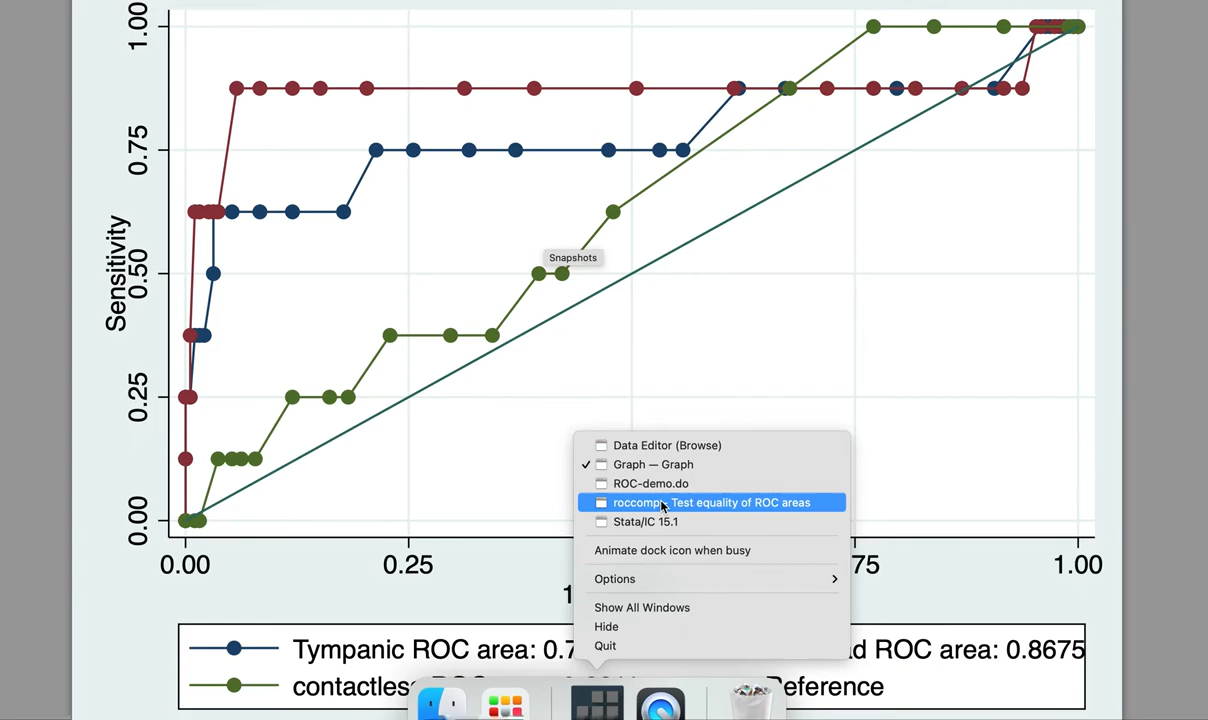 1.00
0.75
0.50
0.25
0.00
Sensitivity
Snapshots
0.00
0.25
75
1.00
Data Editor (Browse)
✓ Graph — Graph
ROC-demo.do
roccomp Test equality of ROC areas
Stata/IC 15.1
Animate dock icon when busy
Options
Show All Windows
Hide
Quit
Tympanic ROC area: 0.7
d ROC area: 0.8675
contactless
Reference